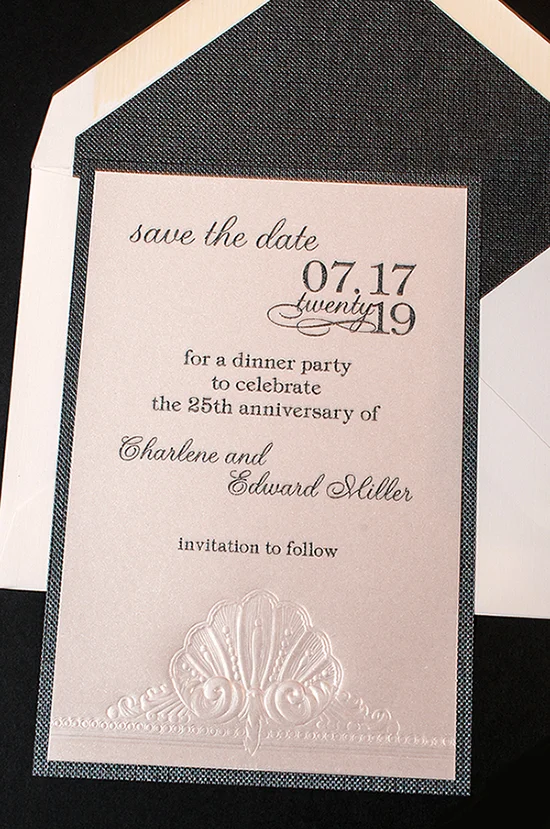 save the date
07.17
twenty19
for a dinner party
to celebrate
the 25th anniversary of
Charlene and
Edward Miller
invitation to follow